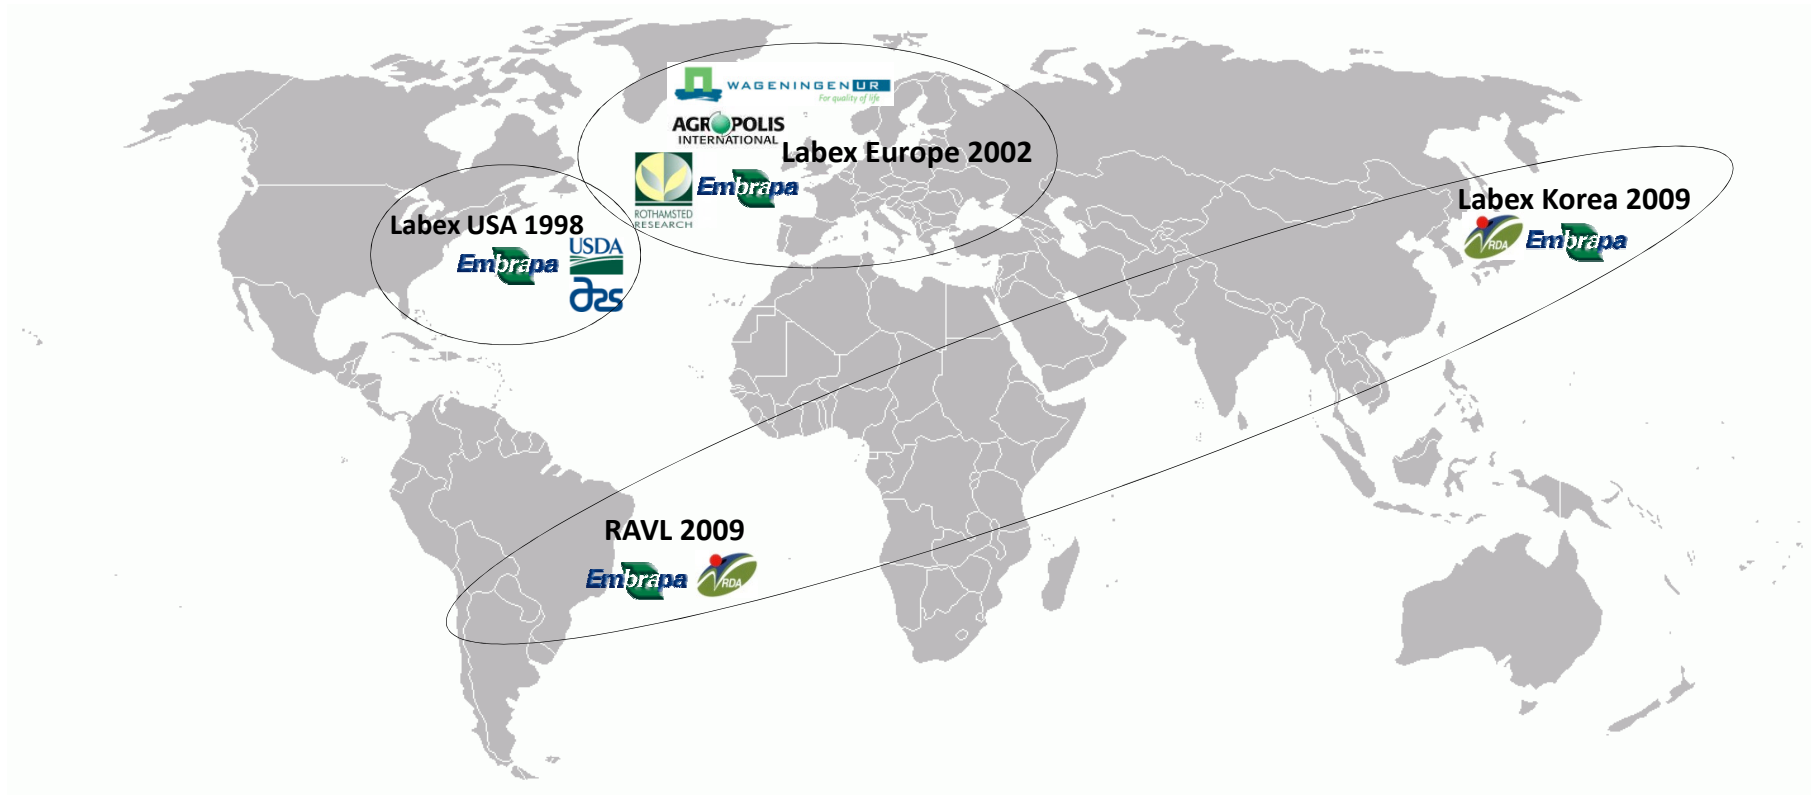 WAGENINGEN UR
For quality of life
AGROPOLIS
INTERNATIONAL
Labex Europe 2002
Embrapa
ROTHAMSTED
RESEARCH
Labex USA 1998
Embrapa
USDA
ars
Labex Korea 2009
RDA
Embrapa
RAVL 2009
Embrapa
RDA